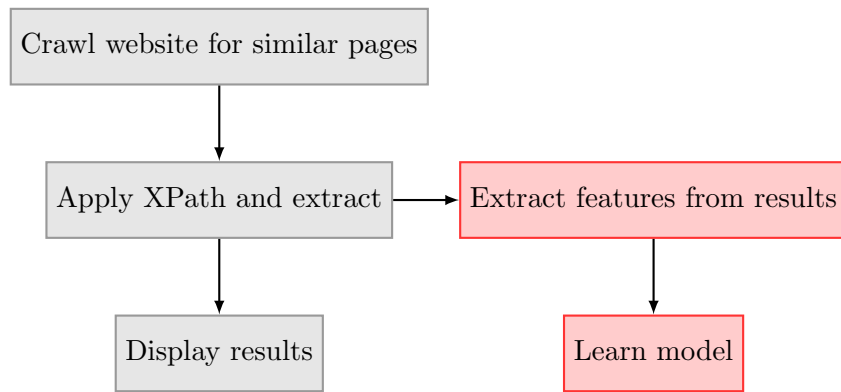 Crawl website for similar pages
Apply XPath and extract
Extract features from results
Display results
Learn model